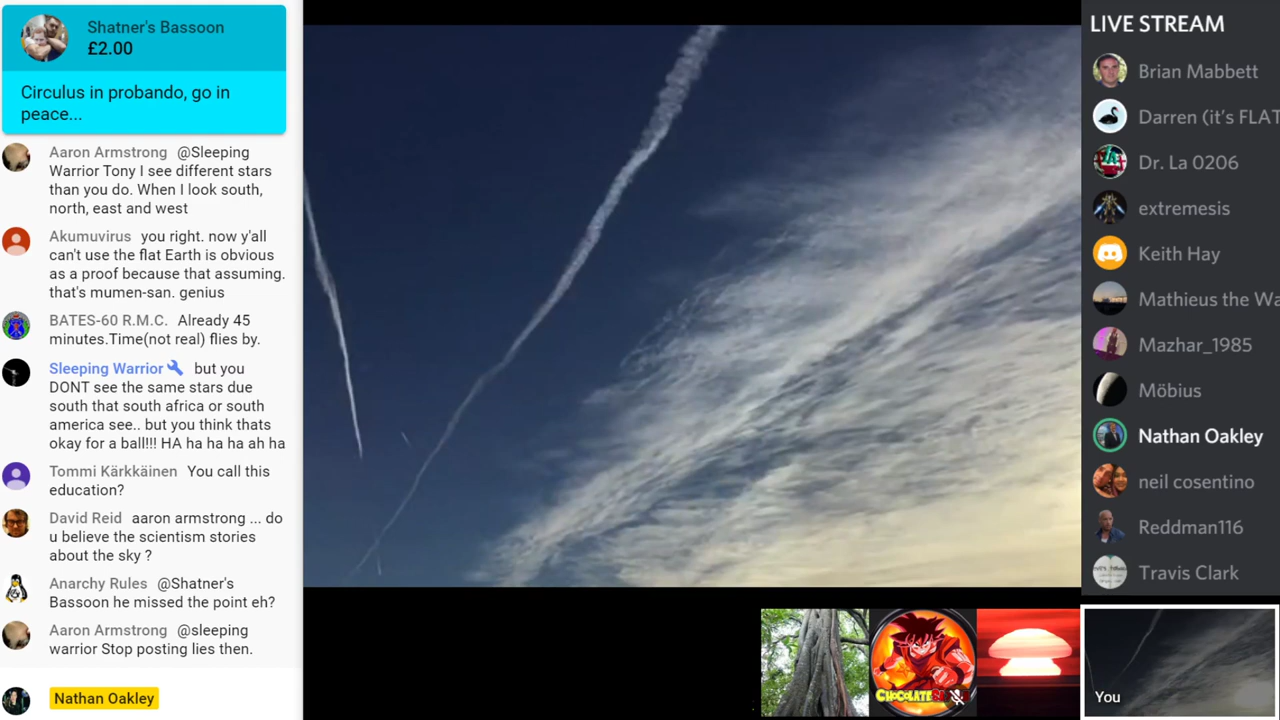 Shatner's Bassoon
£2.00
Circulus in probando, go in
peace...
Aaron Armstrong @Sleeping
Warrior Tony I see different stars
than you do. When I look south,
north, east and west
Akumuvirus you right. now y'all
can't use the flat Earth is obvious
as a proof because that assuming.
that's mumen-san. genius
BATES-60 R.M.C. Already 45
minutes.Time(not real) flies by.
Sleeping Warrior but you
DONT see the same stars due
south that south africa or south
america see.. but you think thats
okay for a ball!!! HA ha ha ha ah ha
Tommi Kärkkäinen You call this
education?
David Reid aaron armstrong ... do
u believe the scientism stories
about the sky ?
Anarchy Rules @Shatner's
Bassoon he missed the point eh?
Aaron Armstrong @sleeping
warrior Stop posting lies then.
Nathan Oakley
LIVE STREAM
Brian Mabbett
Darren (it's FLAT
Dr. La 0206
extremesis
Keith Hay
Mathieus the Wa
Mazhar_1985
Möbius
Nathan Oakley
neil cosentino
Reddman116
Travis Clark
You